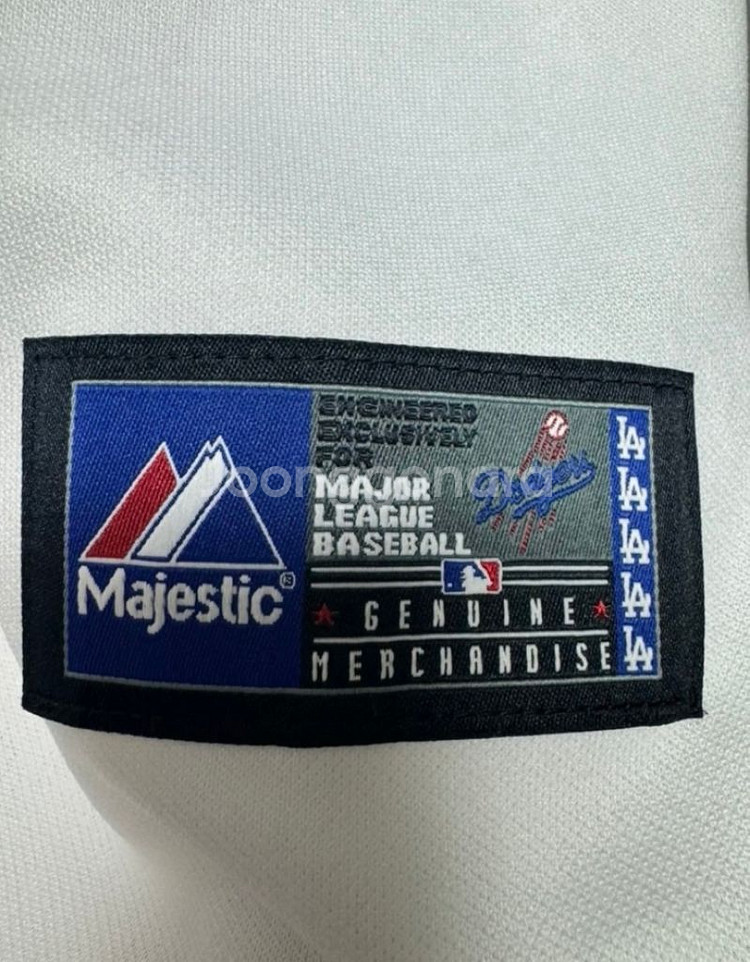 Majestic®
ENGINEERED
EXCLUSIVELY
FOR
MAJOR
LEAGUE
BASEBALL
Dodgers
GENUINE
MERCHANDISE
LA
LA
LA
LA
LA